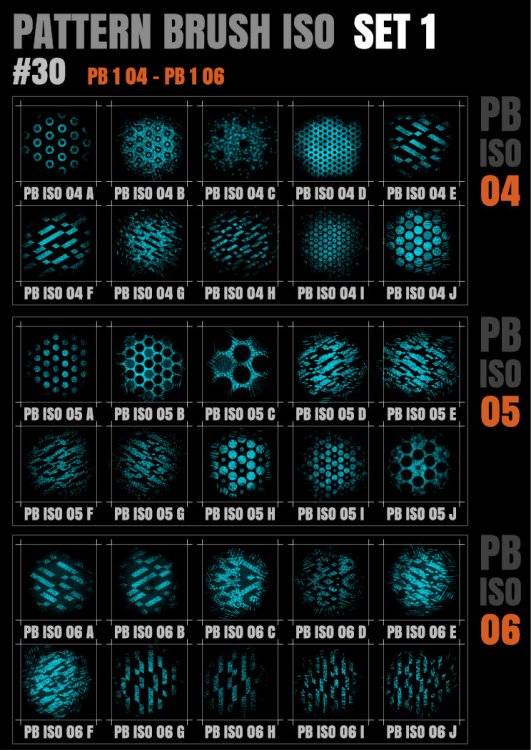 PATTERN BRUSH ISO SET 1
#30 PB 1 04 - PB 1 06
PB ISO 04
PB ISO 04 A PB ISO 04 B PB ISO 04 C PB ISO 04 D PB ISO 04 E
PB ISO 04 F PB ISO 04 G PB ISO 04 H PB ISO 04 I PB ISO 04 J
PB ISO 05
PB ISO 05 A PB ISO 05 B PB ISO 05 C PB ISO 05 D PB ISO 05 E
PB ISO 05 F PB ISO 05 G PB ISO 05 H PB ISO 05 I PB ISO 05 J
PB ISO 06
PB ISO 06 A PB ISO 06 B PB ISO 06 C PB ISO 06 D PB ISO 06 E
PB ISO 06 F PB ISO 06 G PB ISO 06 H PB ISO 06 I PB ISO 06 J